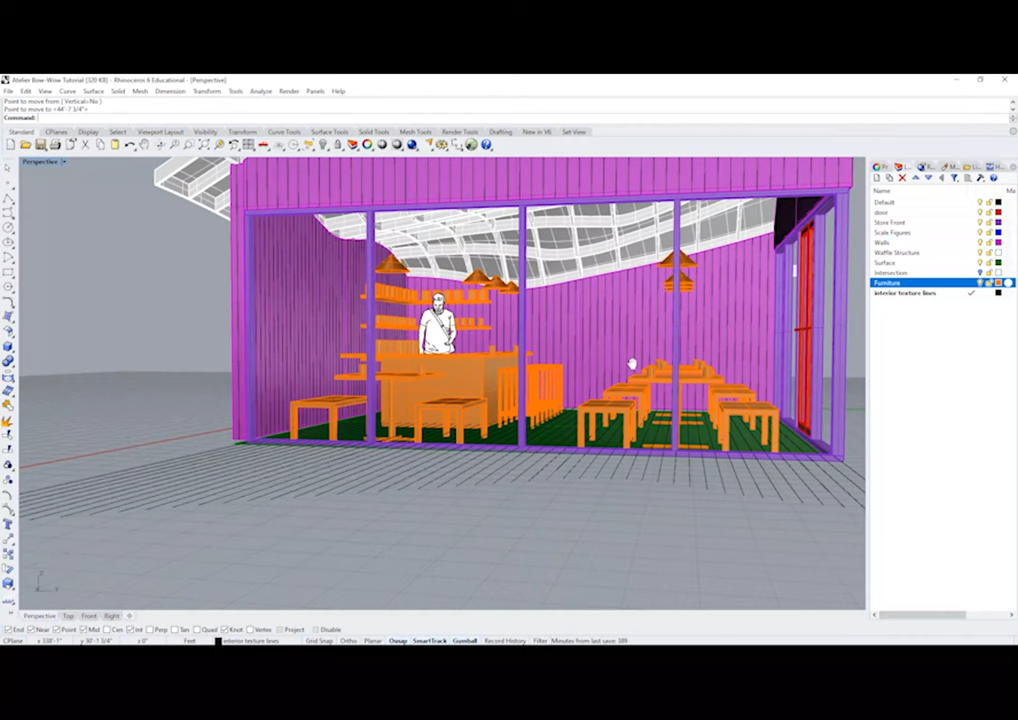 Atelier Bow-Wow Tutorial (320 KB) - Rhinoceros 6 Educational - [Perspective]
File Edit View Curve Surface Solid Mesh Dimension Transform Tools Analyze Render Panels Help
Point to move from ( Vertical=No )
Point to move to <44'-7 3/4">
Command:
Standard CPlanes Display Select Viewport Layout Visibility Transform Curve Tools Surface Tools Solid Tools Mesh Tools Render Tools Drafting New in V6 Set View
Perspective
Name Ma
Default
door
Store Front
Scale Figures
Walls
Waffle Structure
Surface
Intersection
Furniture
interior texture lines
Perspective Top Front Right
End Near Point Mid Cen Int Perp Tan Quad Knot Vertex Project Disable
CPlane z 0" Feet interior texture lines Grid Snap Ortho Planar Osnap SmartTrack Gumball Record History Filter Minutes from last save: 389